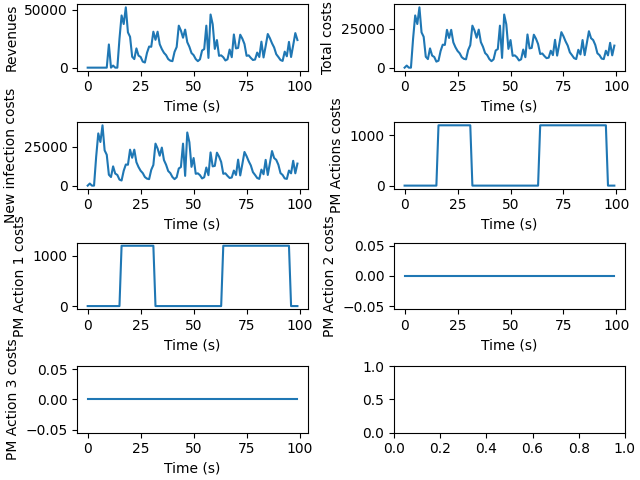 Revenues
50000
0
0 25 50 75 100
Time (s)
Total costs
25000
0
0 25 50 75 100
Time (s)
New infection costs
25000
0
0 25 50 75 100
Time (s)
PM Actions costs
1000
0
0 25 50 75 100
Time (s)
PM Action 1 costs
1000
0
0 25 50 75 100
Time (s)
PM Action 2 costs
0.05
0.00
−0.05
0 25 50 75 100
Time (s)
PM Action 3 costs
0.05
0.00
−0.05
0 25 50 75 100
Time (s)
1.0
0.5
0.0
0.0 0.2 0.4 0.6 0.8 1.0